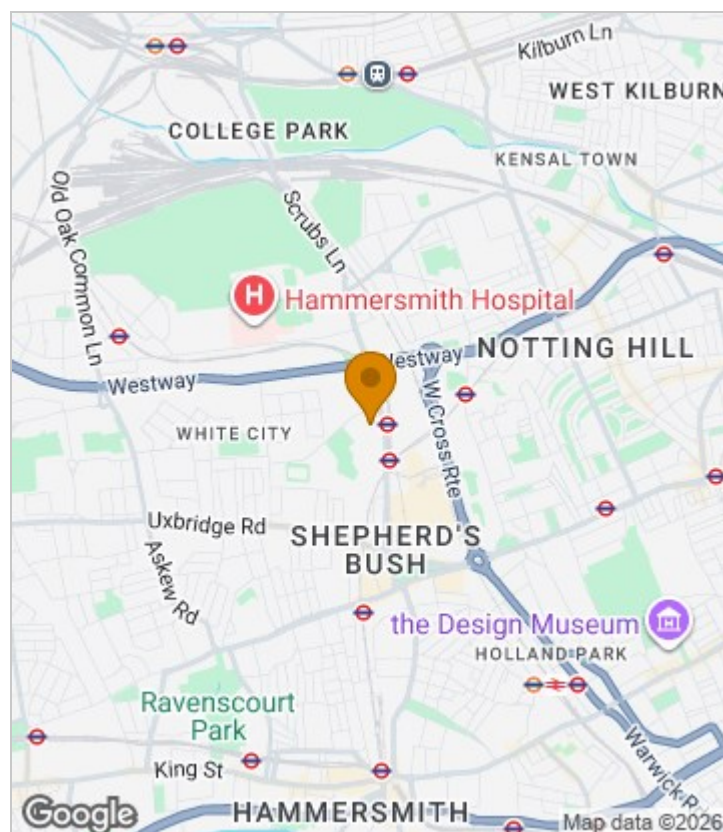 Kilburn Ln
WEST KILBURN
COLLEGE PARK
KENSAL TOWN
Old Oak Common Ln
Scrubs Ln
H
Hammersmith Hospital
Westway
NOTTING HILL
Westway
W Cross Rte
WHITE CITY
Uxbridge Rd
SHEPHERD'S
BUSH
Askew Rd
the Design Museum
HOLLAND PARK
Ravenscourt
Park
King St
Warwick Rd
HAMMERSMITH
Google
Map data ©2026